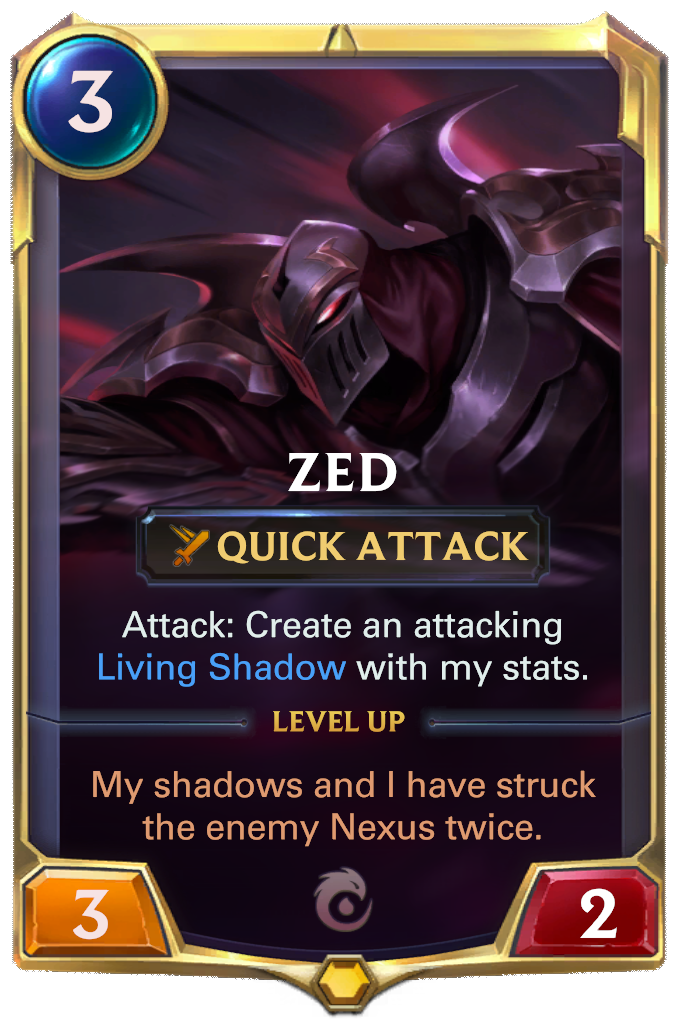 3
ZED
QUICK ATTACK
Attack: Create an attacking
Living Shadow with my stats.
LEVEL UP
My shadows and I have struck
the enemy Nexus twice.
3
2